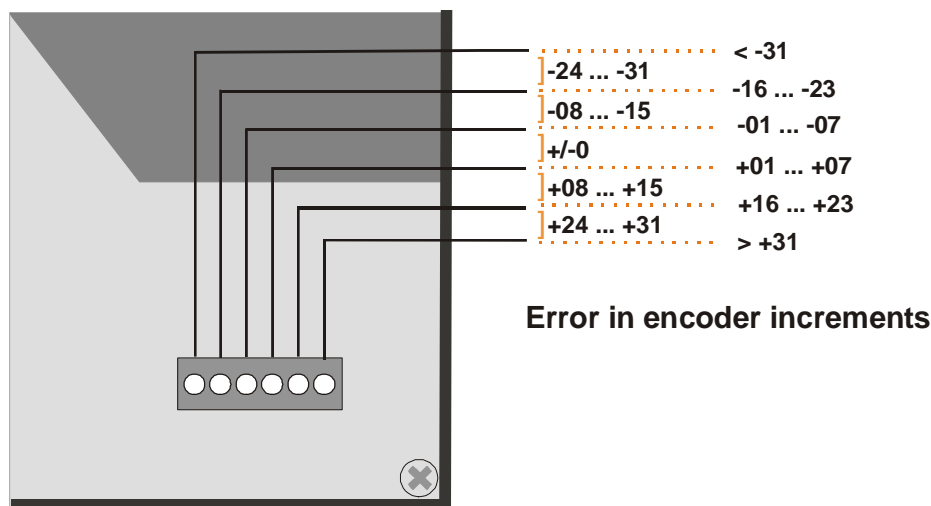 < -31
-24 ... -31
-16 ... -23
-08 ... -15
-01 ... -07
+/-0
+01 ... +07
+08 ... +15
+16 ... +23
+24 ... +31
> +31
Error in encoder increments